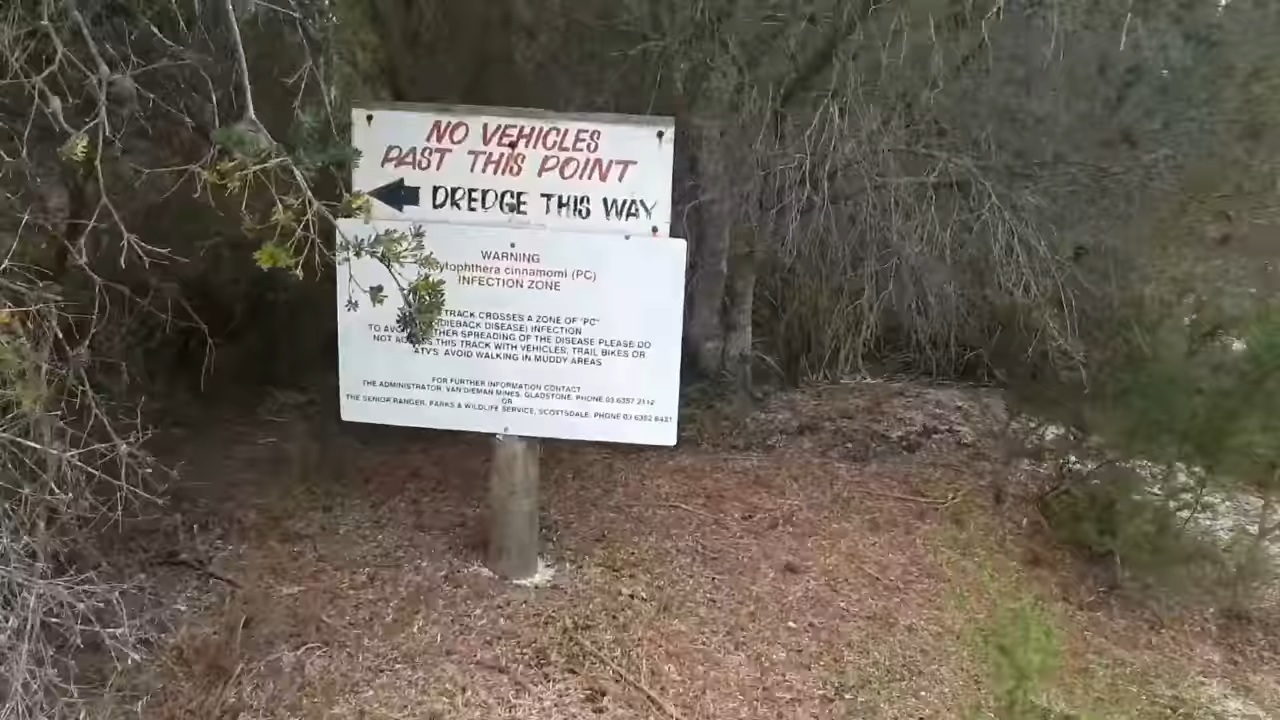 NO VEHICLES
PAST THIS POINT
DREDGE THIS WAY
WARNING
cinnamomi (PC)
INFECTION ZONE
TRACK CROSSES A ZONE OF "PC"
(DIEBACK DISEASE) INFECTION
TO SPREADING OF THE DISEASE PLEASE DO
NOT THIS TRACK WITH VEHICLES, TRAIL BIKES OR
ATVS. AVOID WALKING IN MUDDY AREAS
FOR FURTHER INFORMATION CONTACT
THE ADMINISTRATOR, VAN DIEMAN MINES, GLADSTONE, PHONE 03 6357 2112
OR
THE SENIOR RANGER, PARKS & WILDLIFE SERVICE, SCOTTSDALE, PHONE 03 6352 6421